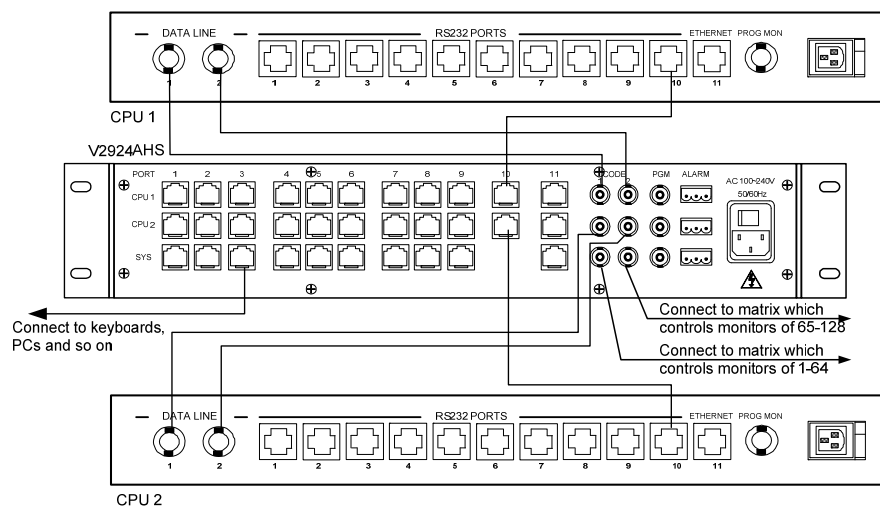 DATA LINE RS232 PORTS ETHERNET PROG MON
1 2 1 2 3 4 5 6 7 8 9 10 11
CPU 1
V2924AHS
PORT 1 2 3 4 5 6 7 8 9 10 11 CODE PGM ALARM
1 2
CPU 1
CPU 2
SYS
AC 100~240V
50/60Hz
Connect to keyboards,
PCs and so on
Connect to matrix which
controls monitors of 65-128
Connect to matrix which
controls monitors of 1-64
DATA LINE RS232 PORTS ETHERNET PROG MON
1 2 1 2 3 4 5 6 7 8 9 10 11
CPU 2